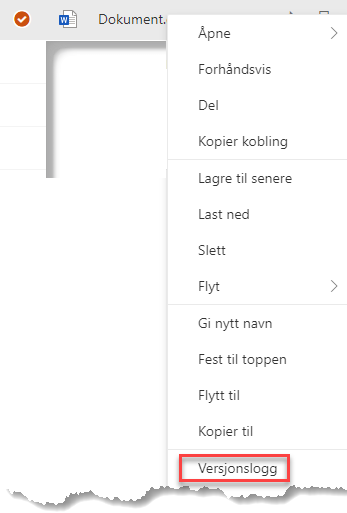 Dokument.
Åpne
Forhåndsvis
Del
Kopier kobling
Lagre til senere
Last ned
Slett
Flyt
Gi nytt navn
Fest til toppen
Flytt til
Kopier til
Versjonslogg